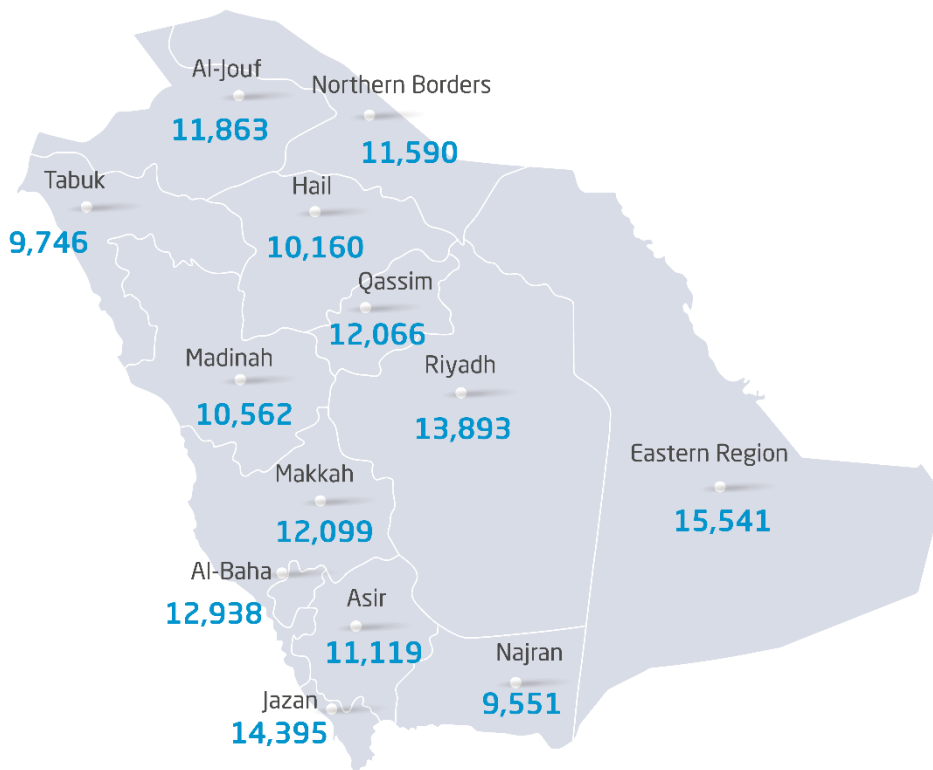 Al-Jouf
11,863
Northern Borders
11,590
Tabuk
9,746
Hail
10,160
Qassim
12,066
Madinah
10,562
Riyadh
13,893
Eastern Region
15,541
Makkah
12,099
Al-Baha
12,938
Asir
11,119
Najran
9,551
Jazan
14,395